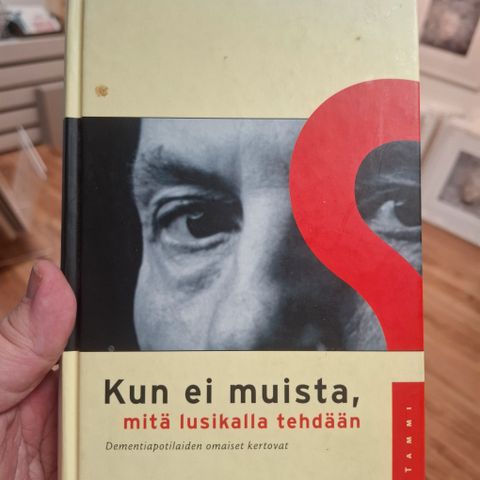 Kun ei muista,
mitä lusikalla tehdään
Dementiapotilaiden omaiset kertovat
TAMMI